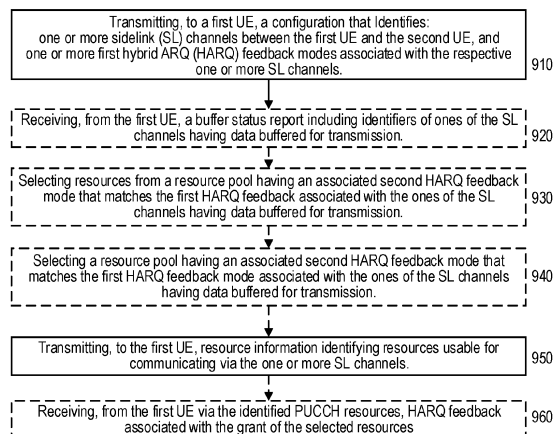 Transmitting, to a first UE, a configuration that Identifies:
one or more sidelink (SL) channels between the first UE and the second UE, and
one or more first hybrid ARQ (HARQ) feedback modes associated with the respective
one or more SL channels.
910
Receiving, from the first UE, a buffer status report including identifiers of ones of the SL
channels having data buffered for transmission.
920
Selecting resources from a resource pool having an associated second HARQ feedback
mode that matches the first HARQ feedback associated with the ones of the SL
channels having data buffered for transmission.
930
Selecting a resource pool having an associated second HARQ feedback mode that
matches the first HARQ feedback mode associated with the ones of the SL channels
having data buffered for transmission.
940
Transmitting, to the first UE, resource information identifying resources usable for
communicating via the one or more SL channels.
950
Receiving, from the first UE via the identified PUCCH resources, HARQ feedback
associated with the grant of the selected resources
960